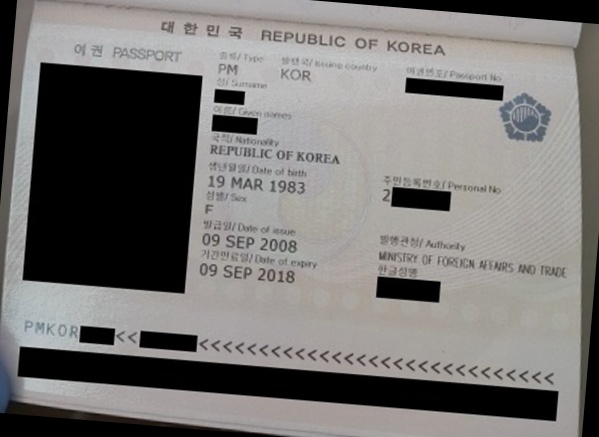 대한민국 REPUBLIC OF KOREA
여권 PASSPORT
종류/ Type 발행국/ Issuing country 여권번호/ Passport No
PM KOR
성/ Surname
이름/ Given names
국적/ Nationality
REPUBLIC OF KOREA
생년월일/ Date of birth 주민등록번호/ Personal No
19 MAR 1983 2
성별/ Sex
F
발급일/ Date of issue 발행관청/ Authority
09 SEP 2008 MINISTRY OF FOREIGN AFFAIRS AND TRADE
기간만료일/ Date of expiry 한글성명
09 SEP 2018
PMKOR << <<<<<<<<<<<<<<<<<<<<<<<<<<<<<